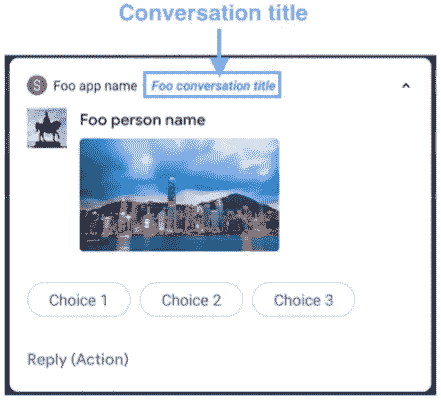 Conversation title
S Foo app name Foo conversation title
Foo person name
Choice 1 Choice 2 Choice 3
Reply (Action)